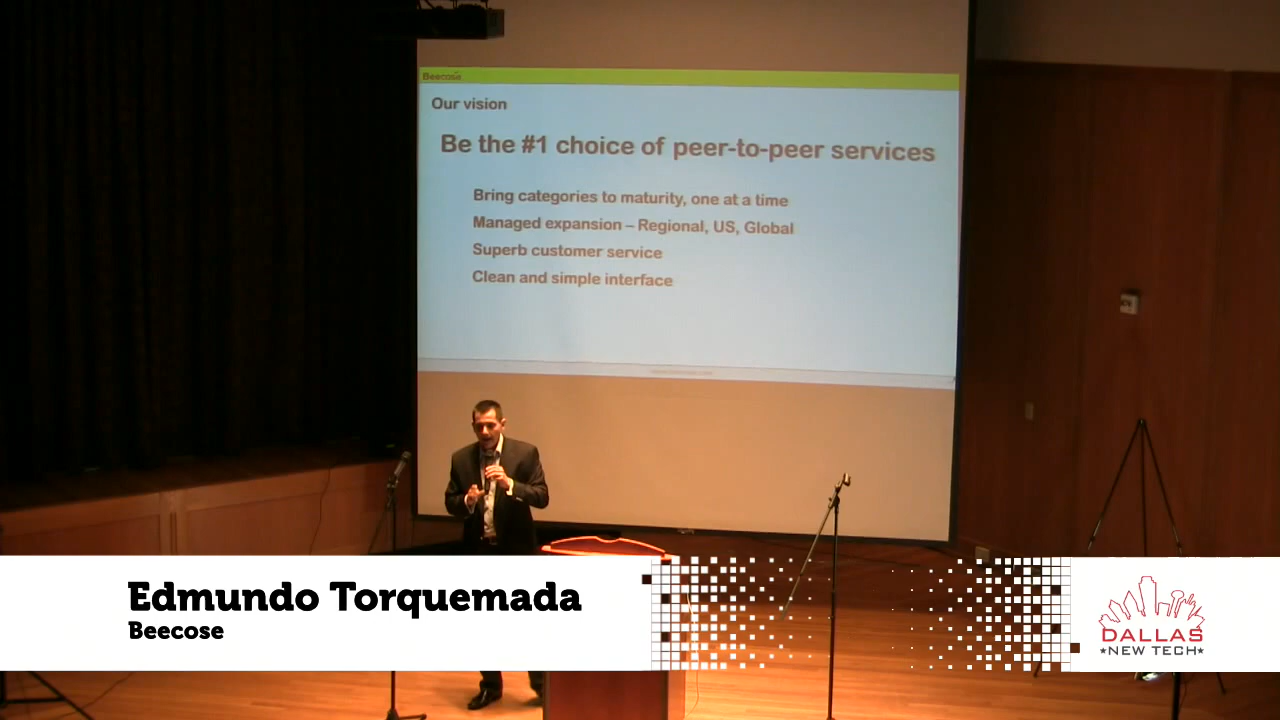 Beecose
Our vision
Be the #1 choice of peer-to-peer services
Bring categories to maturity, one at a time
Managed expansion – Regional, US, Global
Superb customer service
Clean and simple interface
Edmundo Torquemada
Beecose
DALLAS
★NEW TECH★